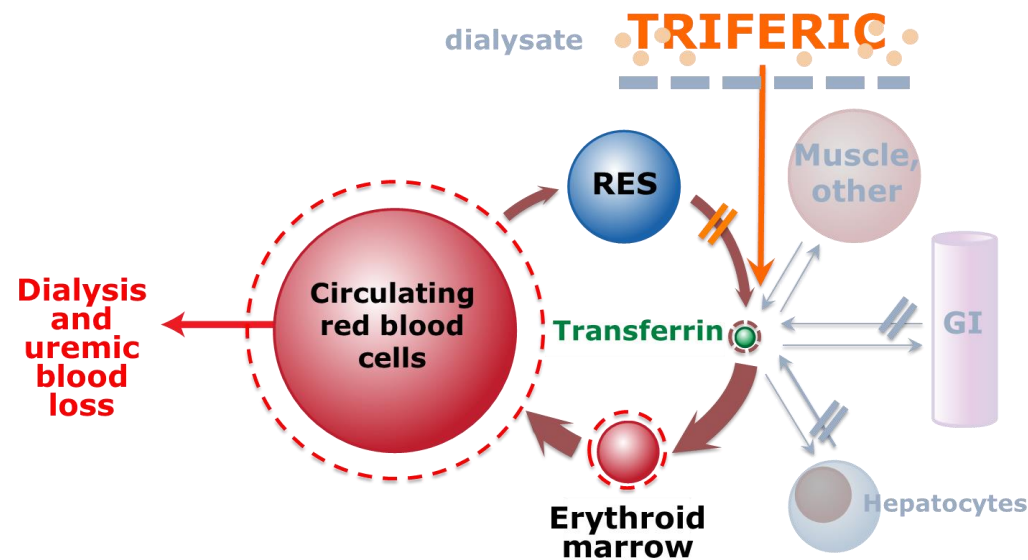 TRIFERIC
dialysate
Muscle,
other
RES
Dialysis
and
uremic
blood
loss
Circulating
red blood
cells
Transferrin
GI
Erythroid
marrow
Hepatocytes